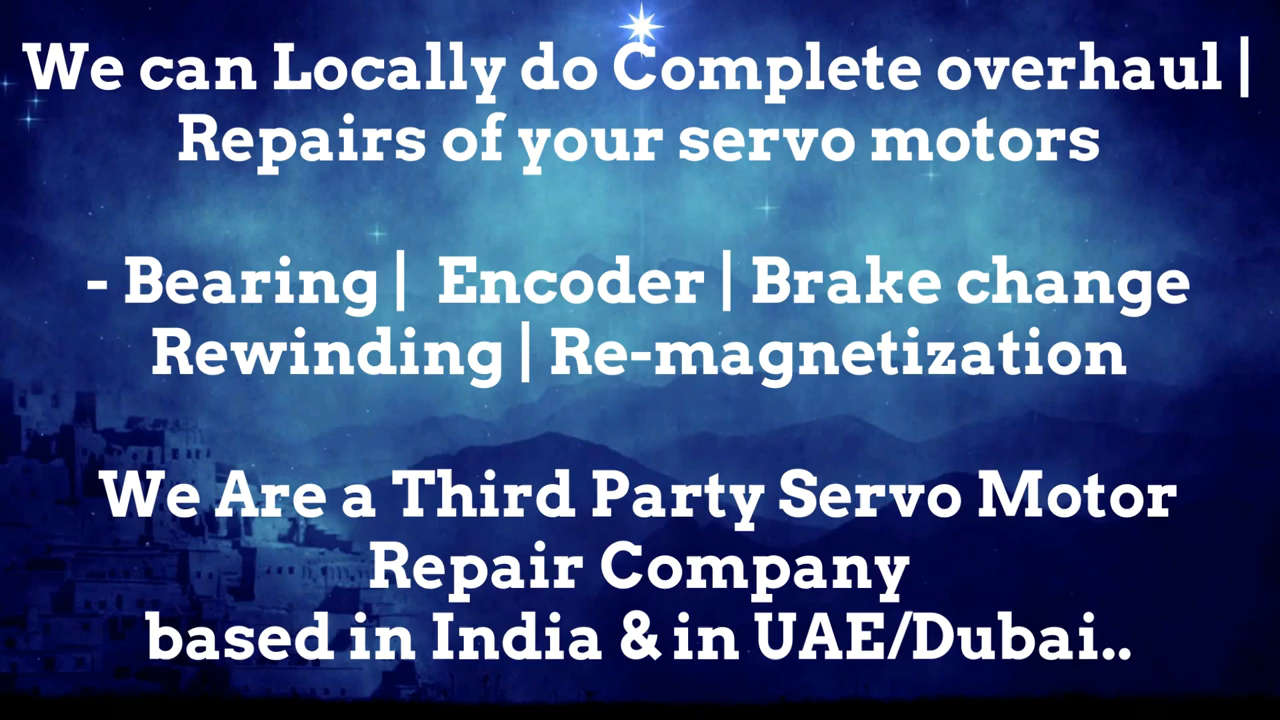 We can Locally do Complete overhaul |
Repairs of your servo motors
- Bearing | Encoder | Brake change
Rewinding | Re-magnetization
We Are a Third Party Servo Motor
Repair Company
based in India & in UAE/Dubai..